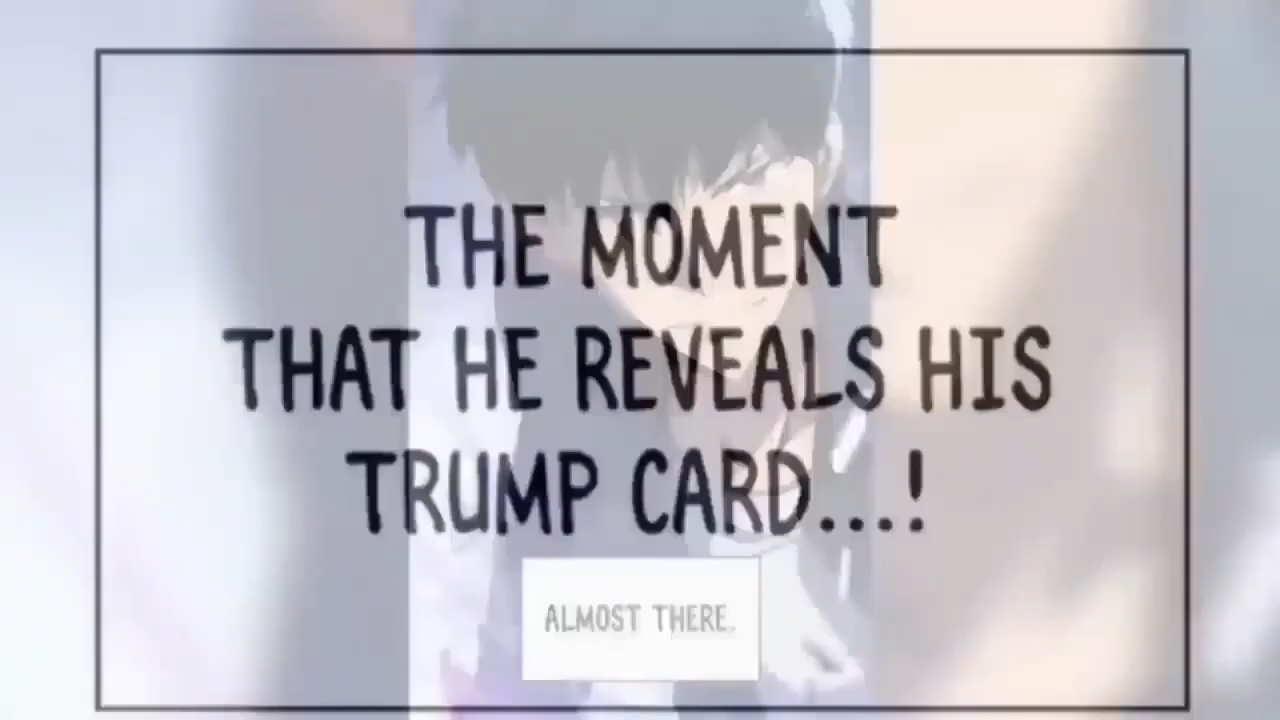 THE MOMENT
THAT HE REVEALS HIS
TRUMP CARD...!
ALMOST THERE.